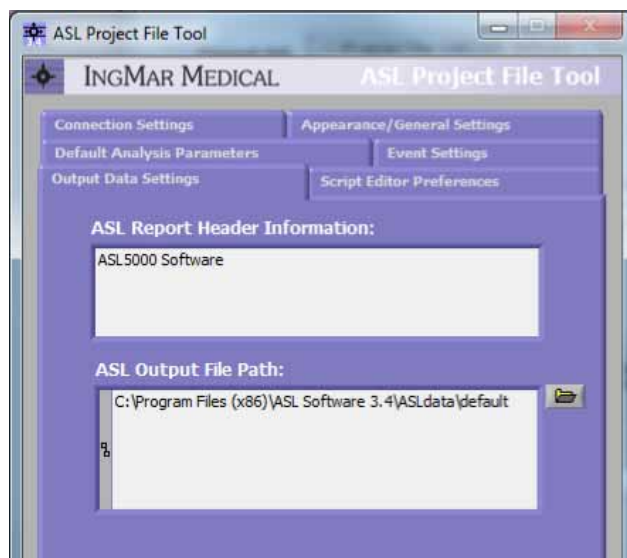 ASL Project File Tool
INGMAR MEDICAL
ASL Project File Tool
Connection Settings
Appearance/General Settings
Default Analysis Parameters
Event Settings
Output Data Settings
Script Editor Preferences
ASL Report Header Information:
ASL5000 Software
ASL Output File Path:
C:\Program Files (x86)\ASL Software 3.4\ASLdata\default